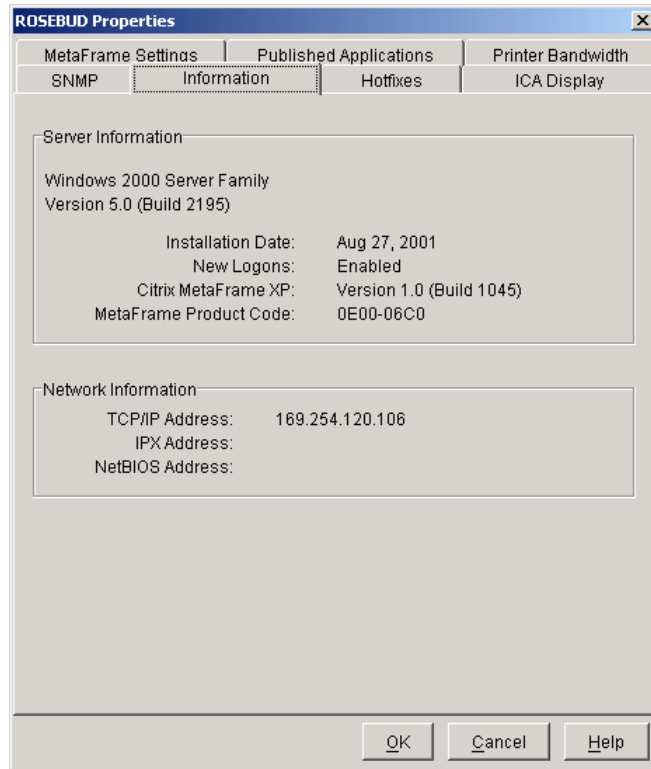 ROSEBUD Properties
MetaFrame Settings Published Applications Printer Bandwidth
SNMP Information Hotfixes ICA Display
Server Information
Windows 2000 Server Family
Version 5.0 (Build 2195)
Installation Date: Aug 27, 2001
New Logons: Enabled
Citrix MetaFrame XP: Version 1.0 (Build 1045)
MetaFrame Product Code: 0E00-06C0
Network Information
TCP/IP Address: 169.254.120.106
IPX Address:
NetBIOS Address:
OK Cancel Help